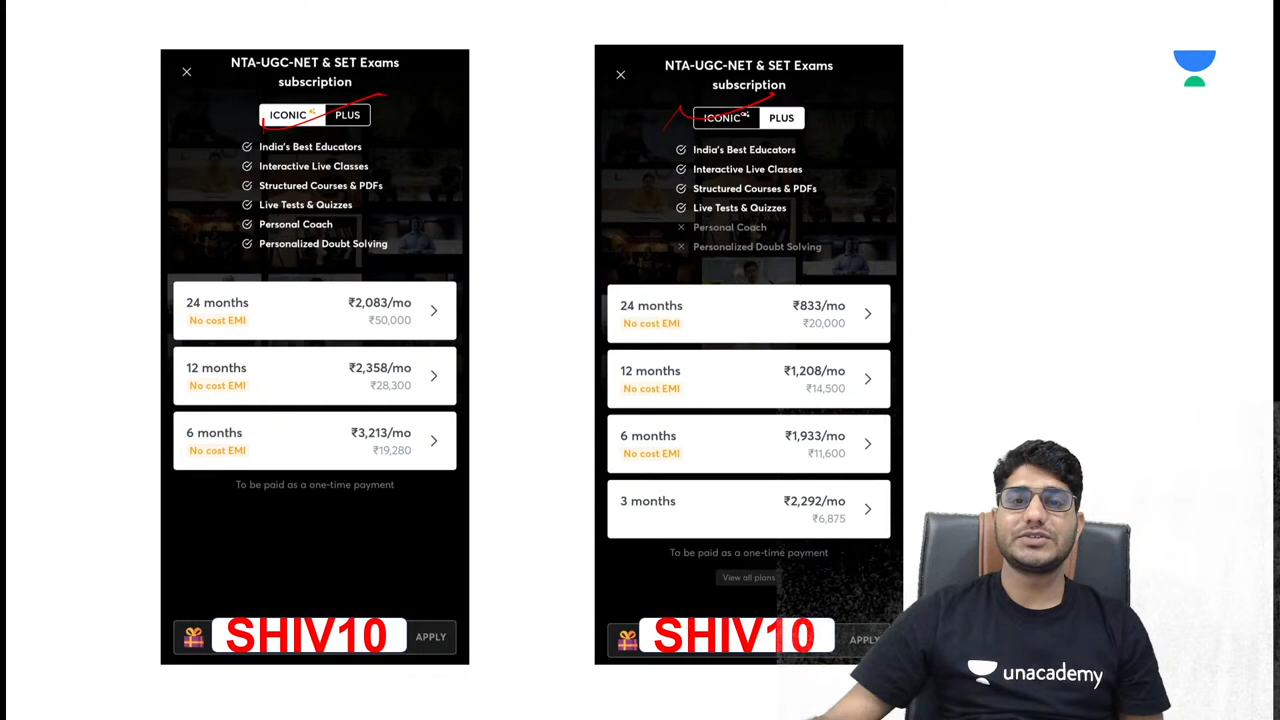 NTA-UGC-NET & SET Exams
subscription
ICONIC PLUS
India's Best Educators
Interactive Live Classes
Structured Courses & PDFs
Live Tests & Quizzes
Personal Coach
Personalized Doubt Solving
24 months ₹2,083/mo
No cost EMI ₹50,000
12 months ₹2,358/mo
No cost EMI ₹28,300
6 months ₹3,213/mo
No cost EMI ₹19,280
To be paid as a one-time payment
SHIV10 APPLY
NTA-UGC-NET & SET Exams
subscription
ICONIC PLUS
India's Best Educators
Interactive Live Classes
Structured Courses & PDFs
Live Tests & Quizzes
Personal Coach
Personalized Doubt Solving
24 months ₹833/mo
No cost EMI ₹20,000
12 months ₹1,208/mo
No cost EMI ₹14,500
6 months ₹1,933/mo
No cost EMI ₹11,600
3 months ₹2,292/mo
₹6,875
To be paid as a one-time payment
View all plans
SHIV10 APPLY
unacademy